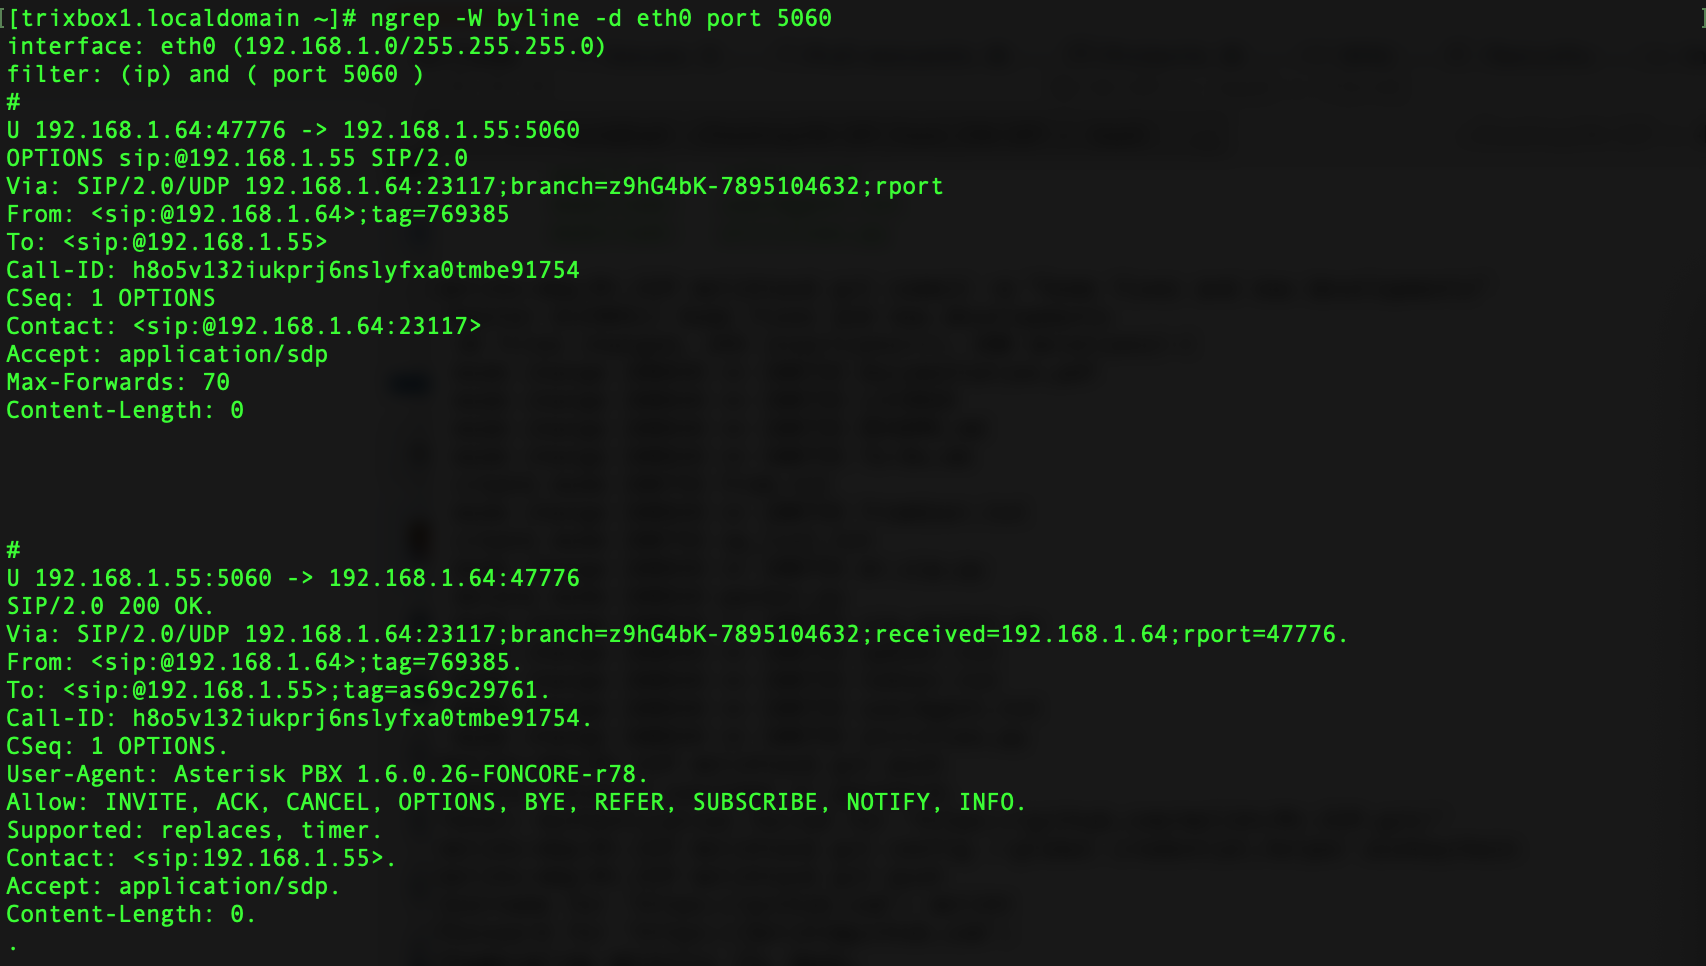 [[trixbox1.localdomain ~]# ngrep -W byline -d eth0 port 5060 ]
interface: eth0 (192.168.1.0/255.255.255.0)
filter: (ip) and ( port 5060 )
#
U 192.168.1.64:47776 -> 192.168.1.55:5060
OPTIONS sip:@192.168.1.55 SIP/2.0
Via: SIP/2.0/UDP 192.168.1.64:23117;branch=z9hG4bK-7895104632;rport
From: <sip:@192.168.1.64>;tag=769385
To: <sip:@192.168.1.55>
Call-ID: h8o5v132iukprj6nslyfxa0tmbe91754
CSeq: 1 OPTIONS
Contact: <sip:@192.168.1.64:23117>
Accept: application/sdp
Max-Forwards: 70
Content-Length: 0
#
U 192.168.1.55:5060 -> 192.168.1.64:47776
SIP/2.0 200 OK.
Via: SIP/2.0/UDP 192.168.1.64:23117;branch=z9hG4bK-7895104632;received=192.168.1.64;rport=47776.
From: <sip:@192.168.1.64>;tag=769385.
To: <sip:@192.168.1.55>;tag=as69c29761.
Call-ID: h8o5v132iukprj6nslyfxa0tmbe91754.
CSeq: 1 OPTIONS.
User-Agent: Asterisk PBX 1.6.0.26-FONCORE-r78.
Allow: INVITE, ACK, CANCEL, OPTIONS, BYE, REFER, SUBSCRIBE, NOTIFY, INFO.
Supported: replaces, timer.
Contact: <sip:192.168.1.55>.
Accept: application/sdp.
Content-Length: 0.
.